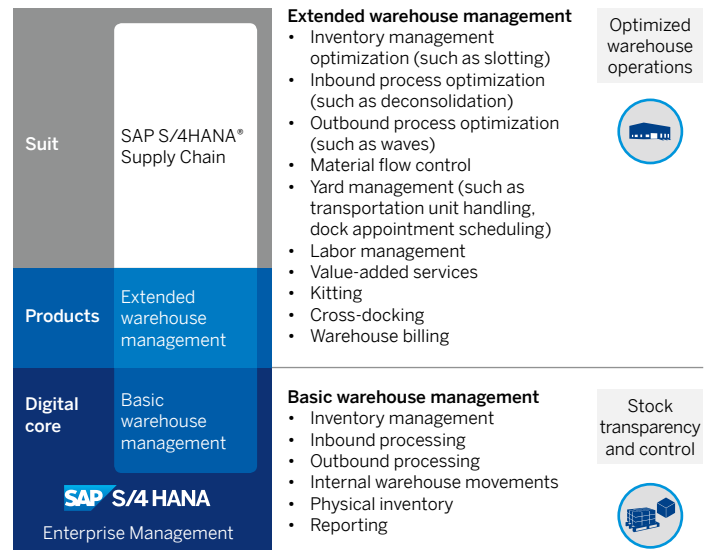 Suit
SAP S/4HANA®
Supply Chain
Products
Extended
warehouse
management
Digital
core
Basic
warehouse
management
SAP S/4HANA
Enterprise Management
Extended warehouse management
• Inventory management
optimization (such as slotting)
• Inbound process optimization
(such as deconsolidation)
• Outbound process optimization
(such as waves)
• Material flow control
• Yard management (such as
transportation unit handling,
dock appointment scheduling)
• Labor management
• Value-added services
• Kitting
• Cross-docking
• Warehouse billing
Optimized
warehouse
operations
Basic warehouse management
• Inventory management
• Inbound processing
• Outbound processing
• Internal warehouse movements
• Physical inventory
• Reporting
Stock
transparency
and control